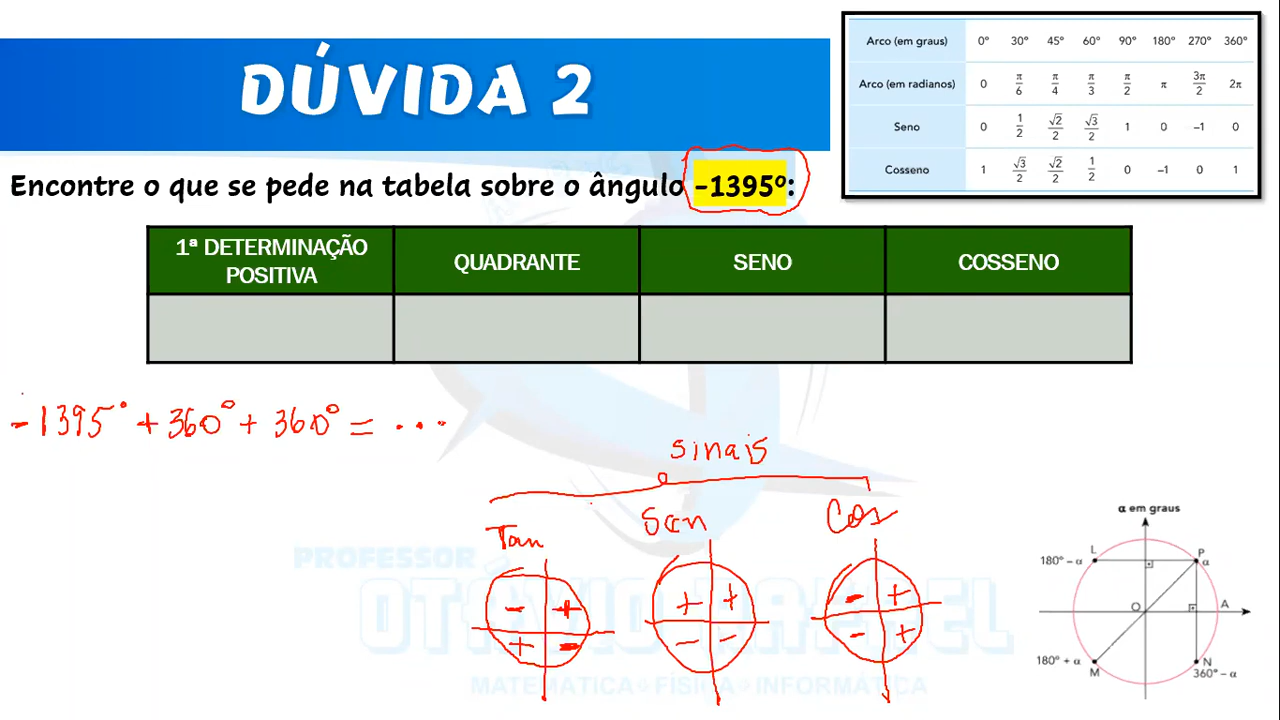 DÚVIDA 2
Arco (em graus) 0° 30° 45° 60° 90° 180° 270° 360°
Arco (em radianos) 0 π/6 π/4 π/3 π/2 π 3π/2 2π
Seno 0 1/2 √2/2 √3/2 1 0 –1 0
Cosseno 1 √3/2 √2/2 1/2 0 –1 0 1
Encontre o que se pede na tabela sobre o ângulo -1395º:
1ª DETERMINAÇÃO POSITIVA QUADRANTE SENO COSSENO
-1395° + 360° + 360° = ...
sinais
Tan Sen Cos
- + + + - +
+ - - - - +
α em graus
L P
180° – α α
O A
180° + α N
M 360° – α
PROFESSOR
OTÁVIO RAFAEL
MATEMÁTICA • FÍSICA • INFORMÁTICA